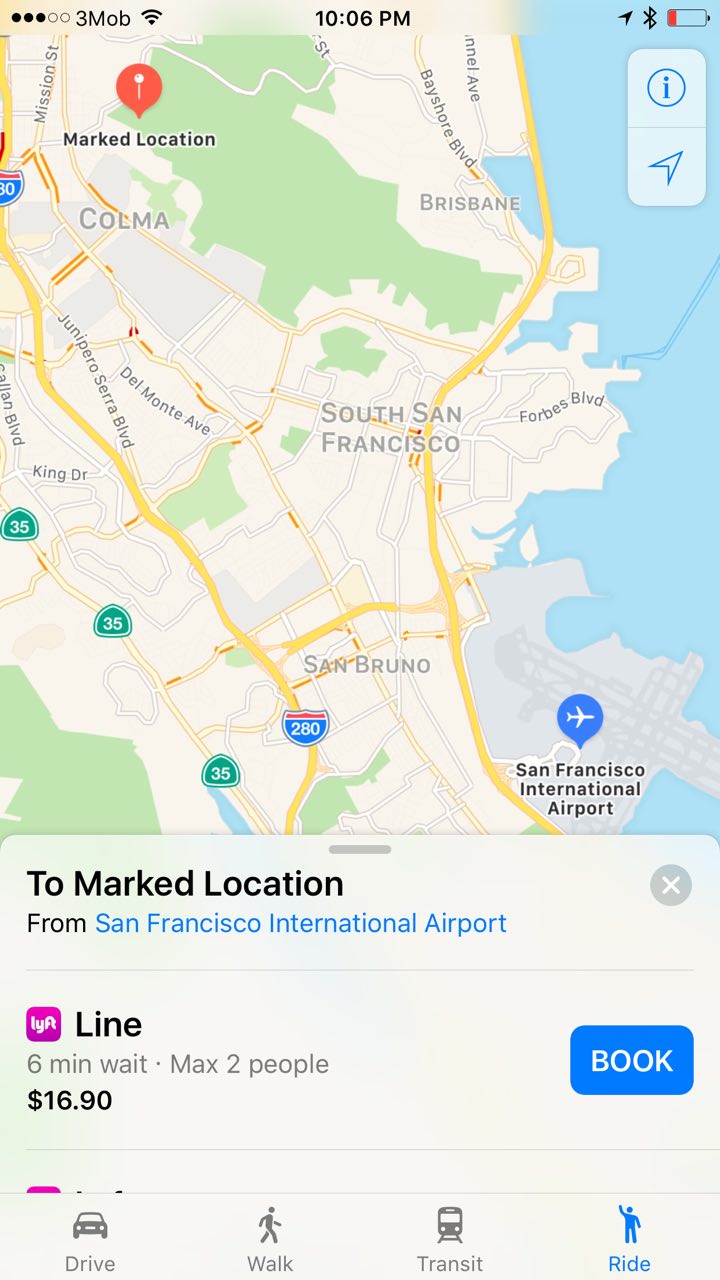 3Mob
10:06 PM
Mission St
St
Bayshore Blvd
nnel Ave
Marked Location
80
COLMA
BRISBANE
Junipero Serra Blvd
Del Monte Ave
Callan Blvd
SOUTH SAN
FRANCISCO
Forbes Blvd
King Dr
35
35
SAN BRUNO
280
35
San Francisco
International
Airport
To Marked Location
From San Francisco International Airport
lyft
Line
6 min wait · Max 2 people
$16.90
BOOK
Drive
Walk
Transit
Ride